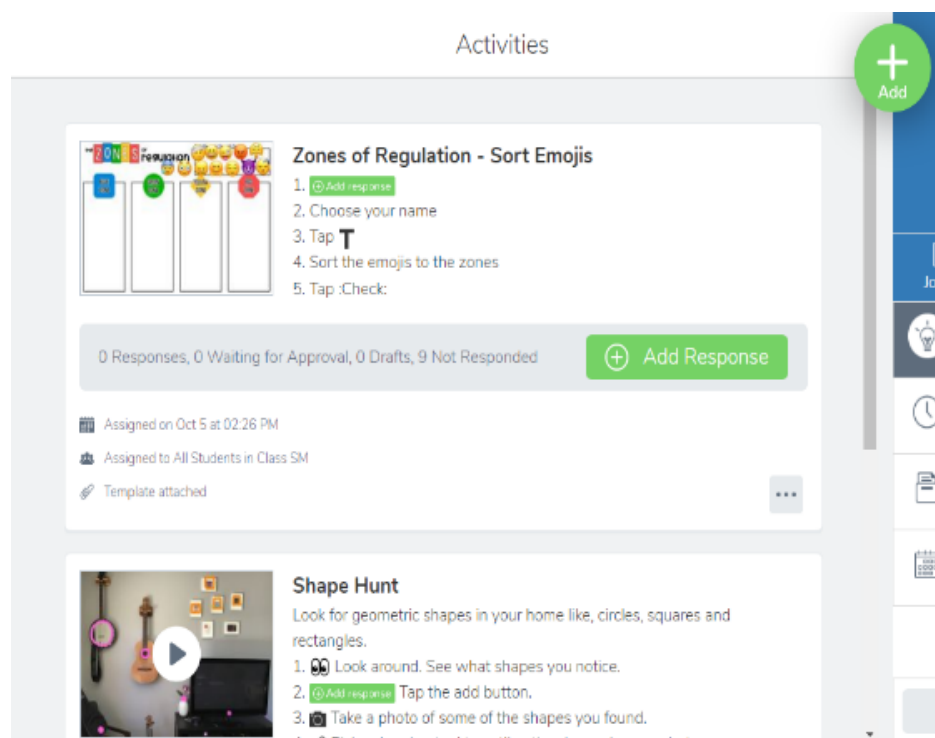 Activities
Add
THE ZONES OF REGULATION
Zones of Regulation - Sort Emojis
1. Add response
2. Choose your name
3. Tap T
4. Sort the emojis to the zones
5. Tap :Check:
0 Responses, 0 Waiting for Approval, 0 Drafts, 9 Not Responded
Add Response
Assigned on Oct 5 at 02:26 PM
Assigned to All Students in Class SM
Template attached
Jo
Shape Hunt
Look for geometric shapes in your home like, circles, squares and
rectangles.
1. 👀 Look around. See what shapes you notice.
2. Add response Tap the add button.
3. 📷 Take a photo of some of the shapes you found.